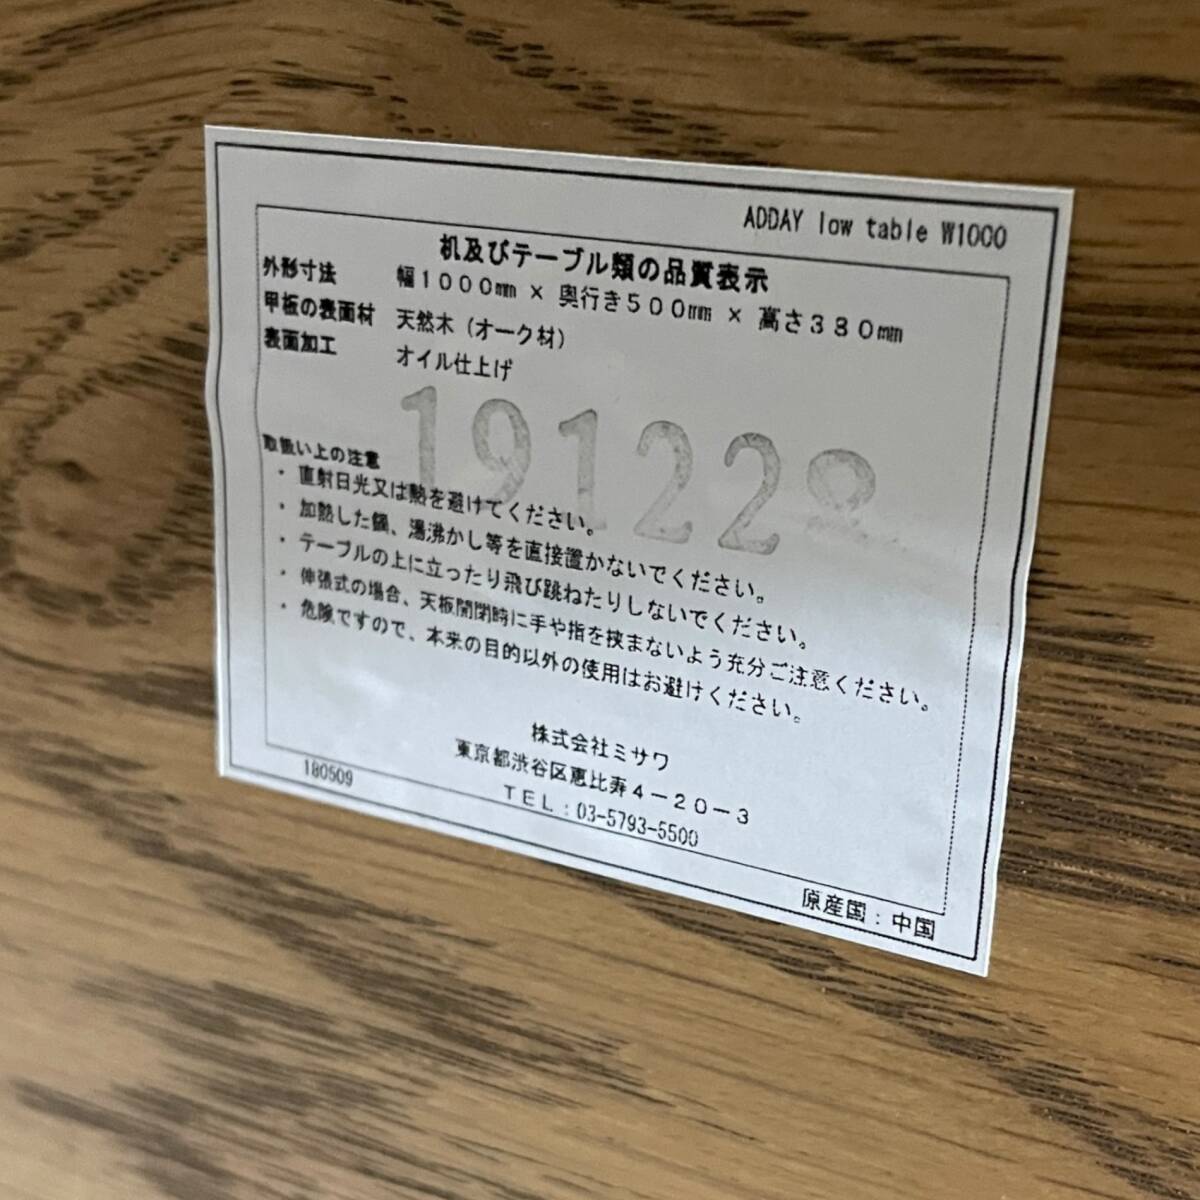 ADDAY low table W1000
机及びテーブル類の品質表示
外形寸法 幅1000mm × 奥行き500mm × 高さ380mm
甲板の表面材 天然木（オーク材）
表面加工 オイル仕上げ
191228
取扱い上の注意
・直射日光又は熱を避けてください。
・加熱した鍋、湯沸かし等を直接置かないでください。
・テーブルの上に立ったり飛び跳ねたりしないでください。
・伸張式の場合、天板開閉時に手や指を挟まないよう充分ご注意ください。
・危険ですので、本来の目的以外の使用はお避けください。
株式会社ミサワ
東京都渋谷区恵比寿4－20－3
TEL：03-5793-5500
180509
原産国：中国